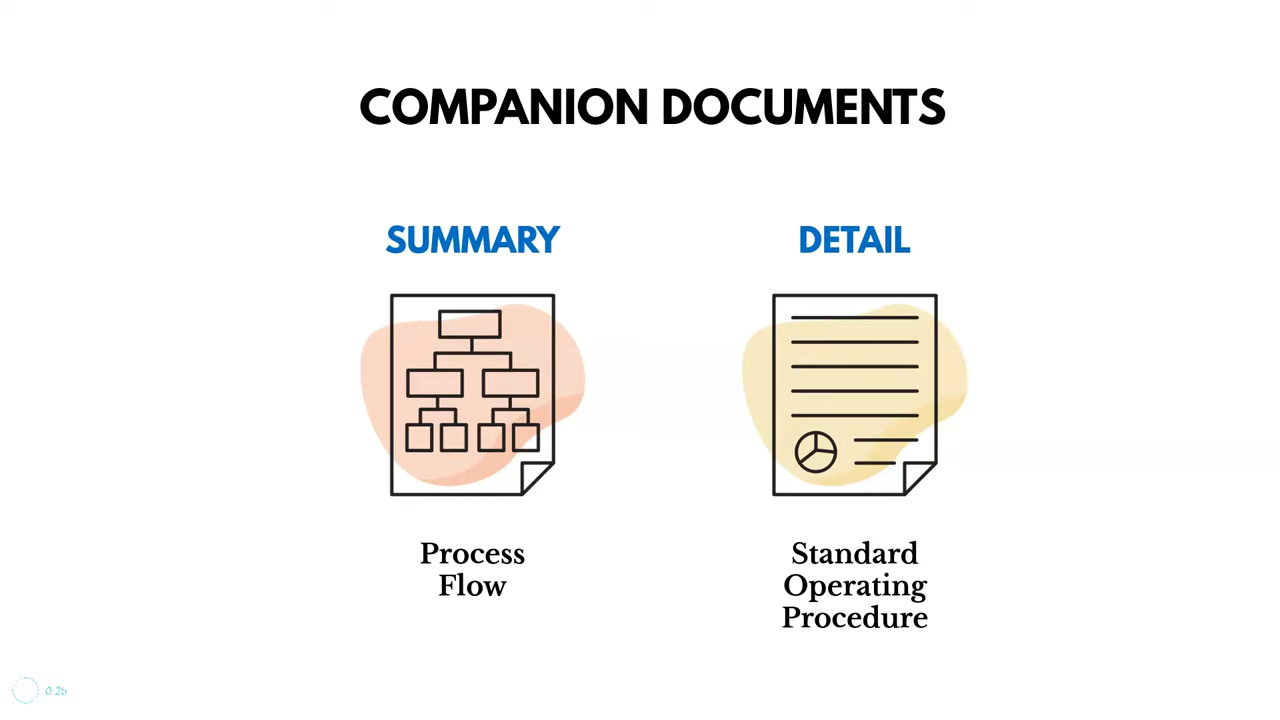 COMPANION DOCUMENTS
SUMMARY
DETAIL
Process
Flow
Standard
Operating
Procedure